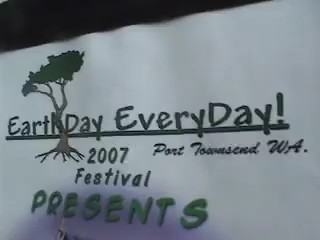 EarthDay EveryDay!
2007 Port Townsend WA.
Festival
PRESENTS